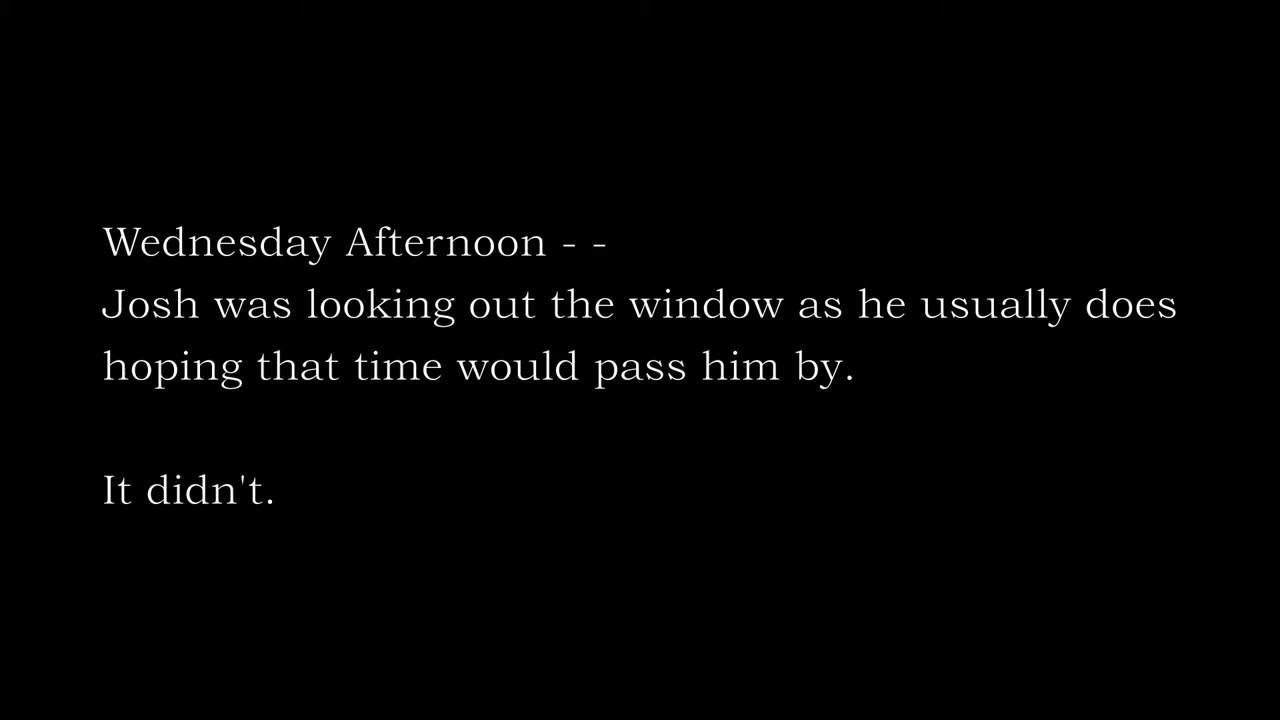 Wednesday Afternoon - -
Josh was looking out the window as he usually does
hoping that time would pass him by.
It didn't.